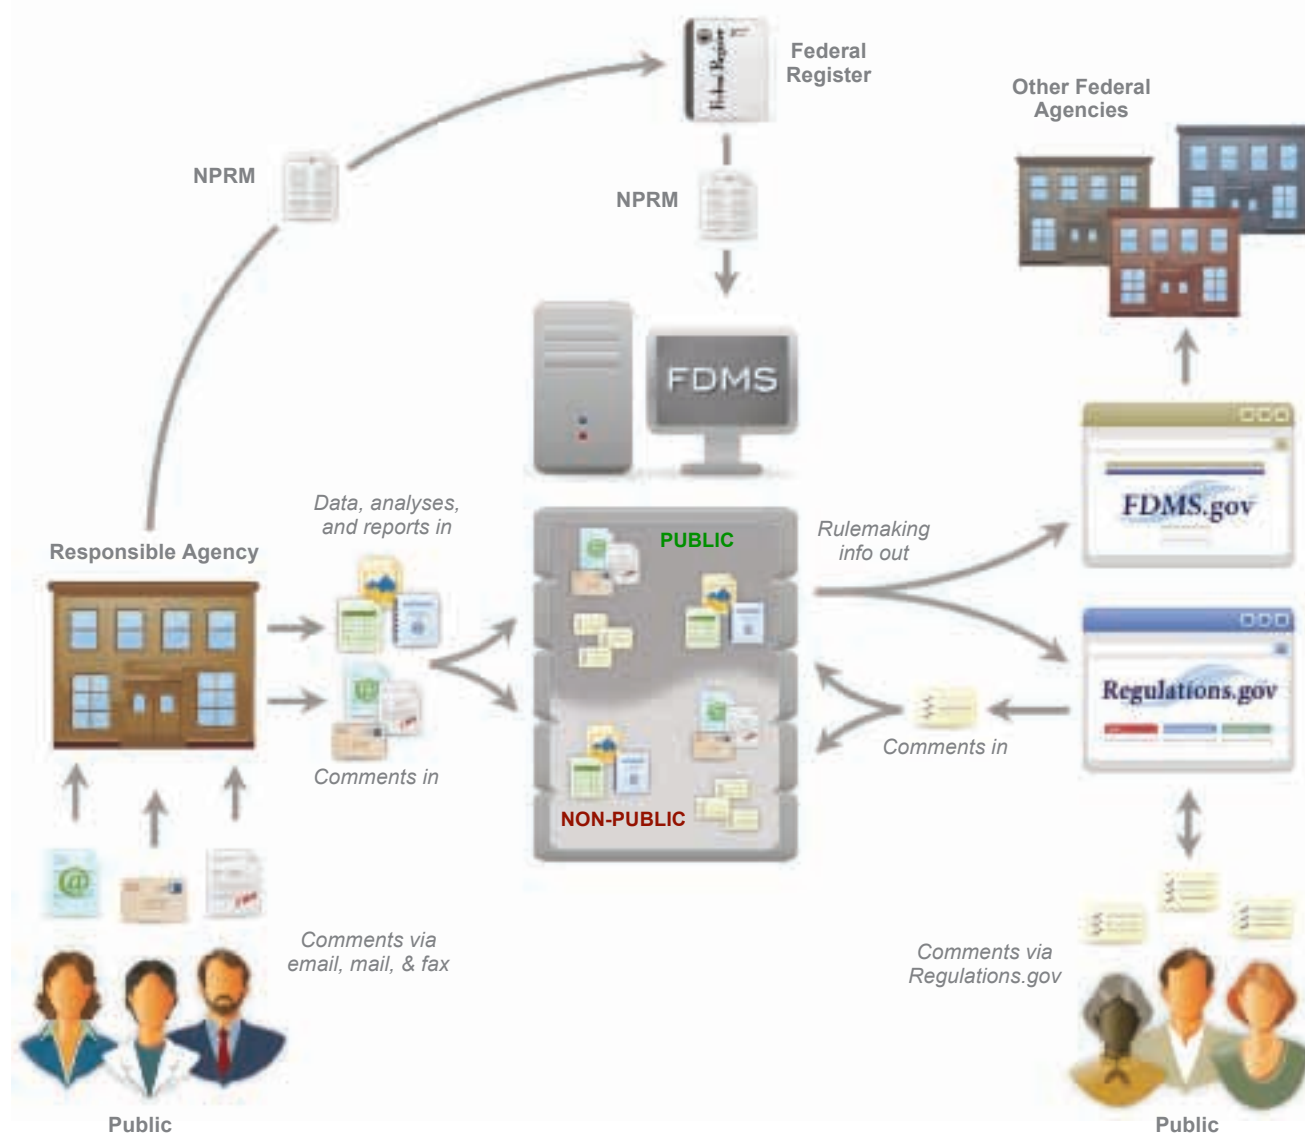 Federal
Register
Federal Register
Other Federal
Agencies
NPRM
NPRM
FDMS
Data, analyses,
and reports in
Responsible Agency
PUBLIC
Rulemaking
info out
FDMS.gov
Regulations.gov
Comments in
Comments in
NON-PUBLIC
Comments via
email, mail, & fax
Comments via
Regulations.gov
Public
Public